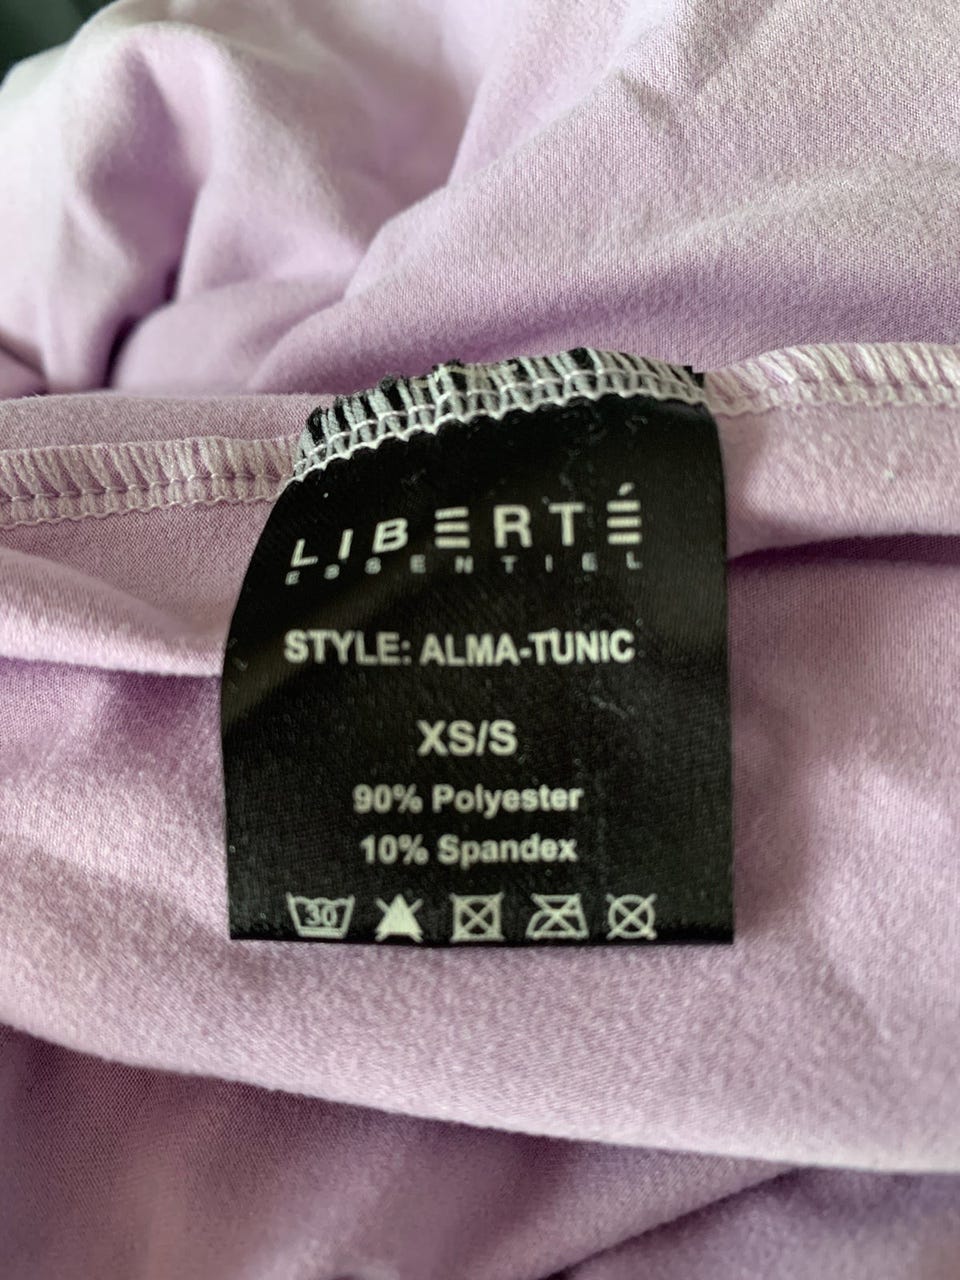 LIBERTÉ
ESSENTIEL
STYLE: ALMA-TUNIC
XS/S
90% Polyester
10% Spandex
30